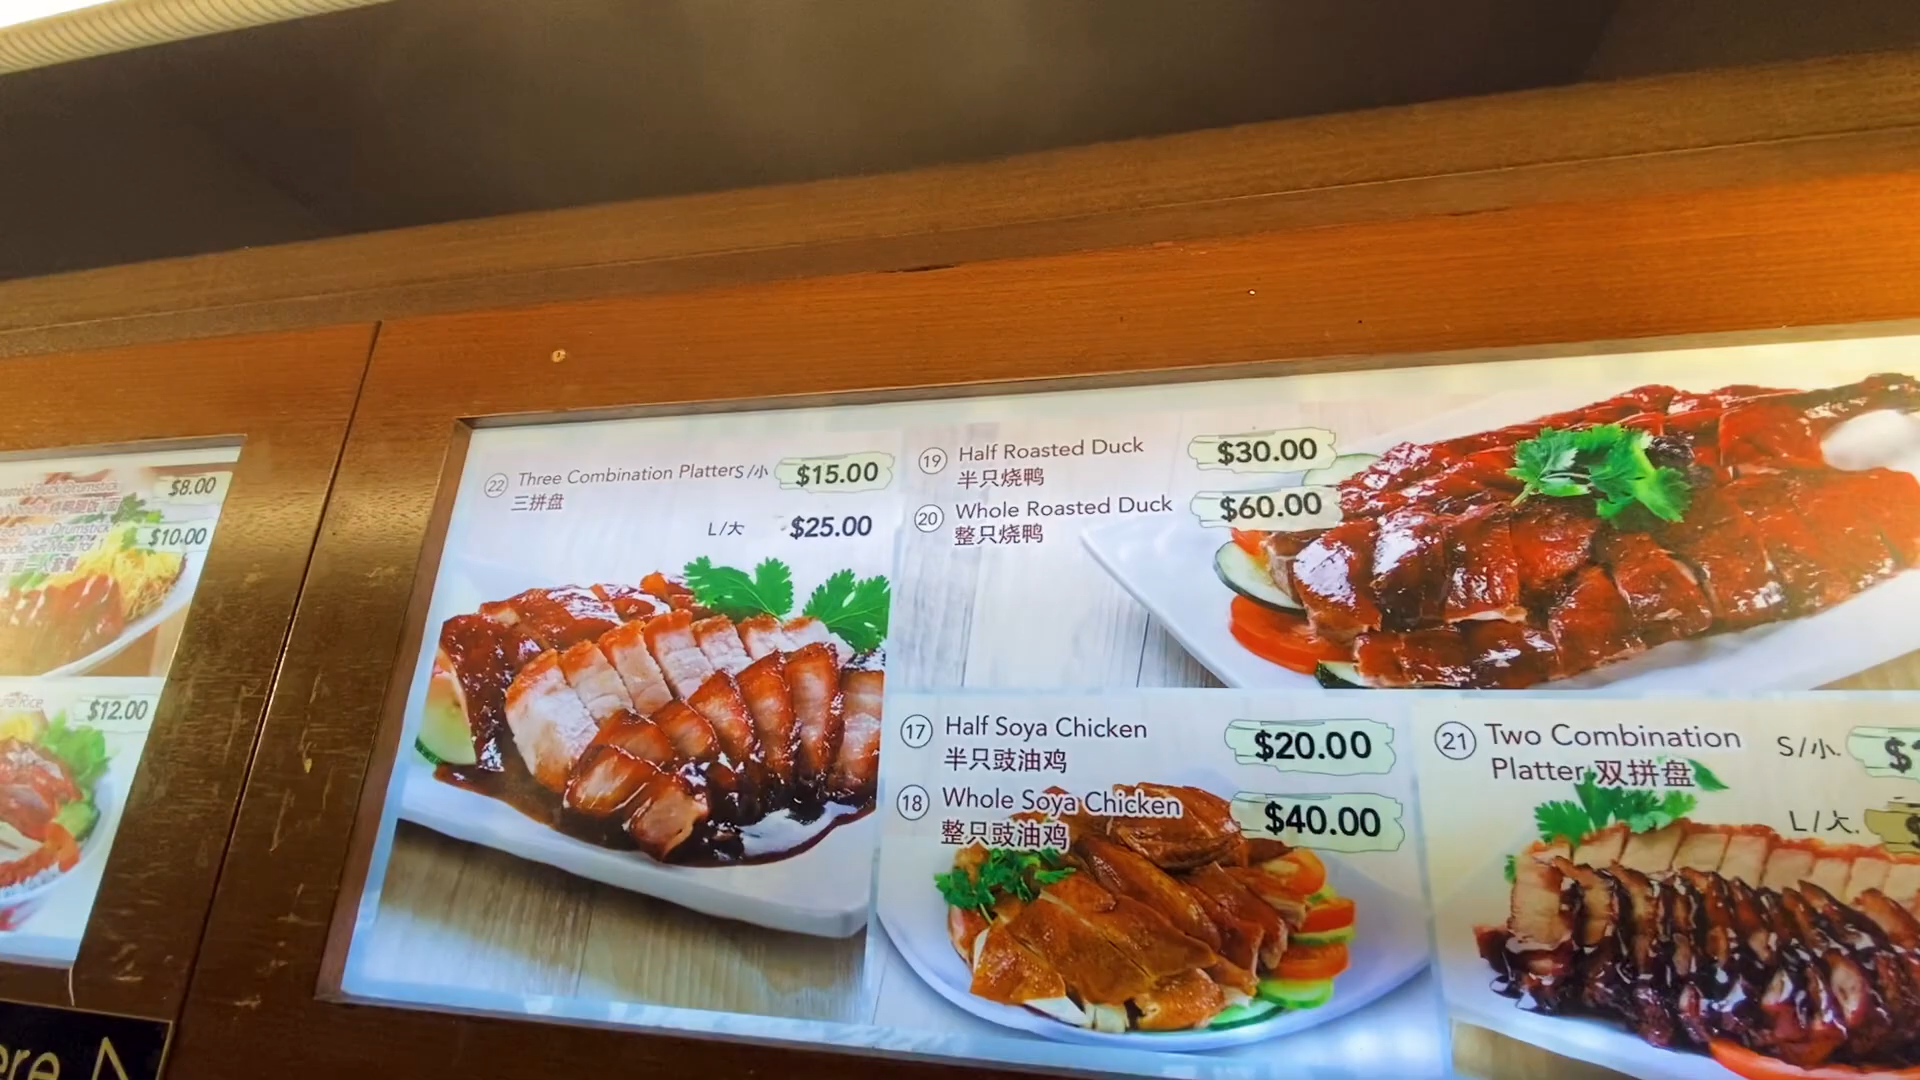 $8.00
Duck Drumstick
$10.00
$12.00
22 Three Combination Platter S/小 $15.00
三拼盘
L/大 $25.00
19 Half Roasted Duck $30.00
半只烧鸭
20 Whole Roasted Duck $60.00
整只烧鸭
17 Half Soya Chicken $20.00
半只豉油鸡
18 Whole Soya Chicken $40.00
整只豉油鸡
21 Two Combination S/小.
Platter 双拼盘
L/大.